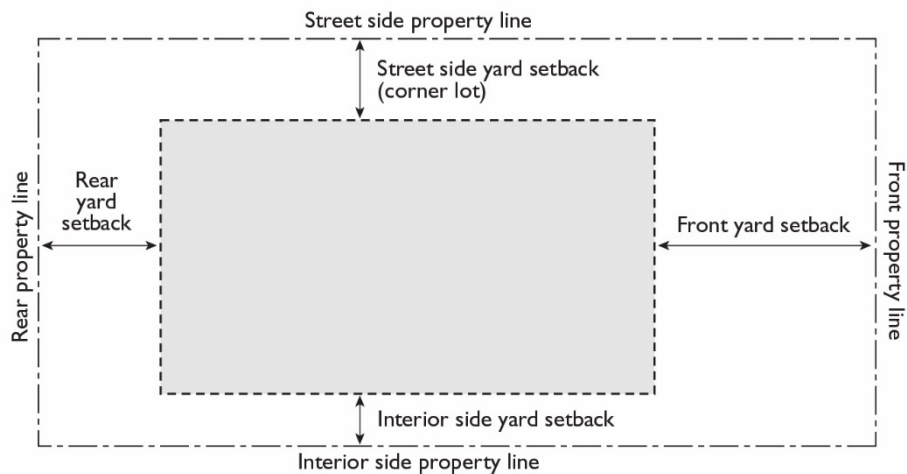 Street side property line
Street side yard setback
(corner lot)
Rear property line
Rear
yard
setback
Front yard setback
Front property line
Interior side yard setback
Interior side property line